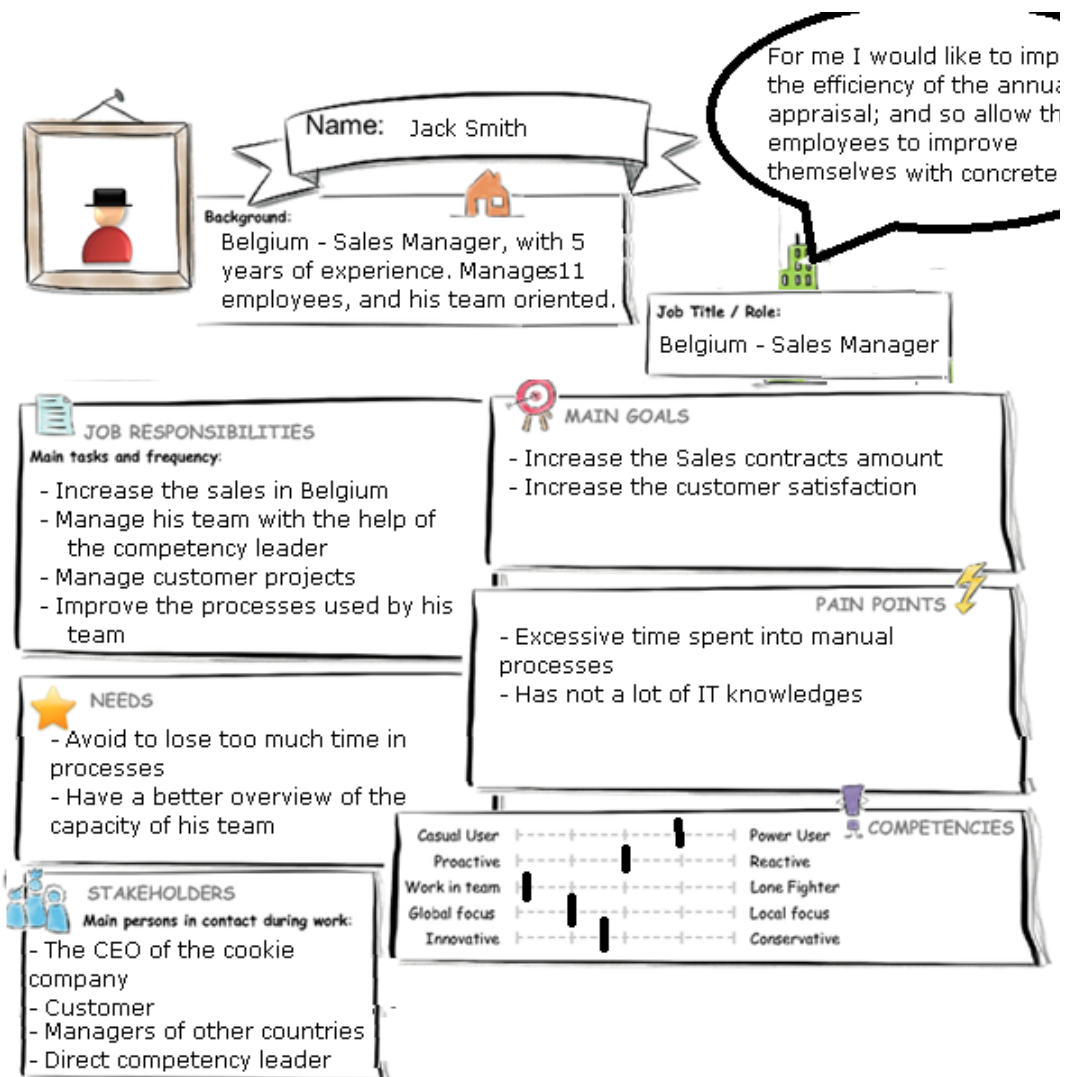 For me I would like to imp
the efficiency of the annua
appraisal; and so allow th
employees to improve
themselves with concrete
Name: Jack Smith
Background:
Belgium - Sales Manager, with 5
years of experience. Manages11
employees, and his team oriented.
Job Title / Role:
Belgium - Sales Manager
JOB RESPONSIBILITIES
Main tasks and frequency:
- Increase the sales in Belgium
- Manage his team with the help of
the competency leader
- Manage customer projects
- Improve the processes used by his
team
MAIN GOALS
- Increase the Sales contracts amount
- Increase the customer satisfaction
PAIN POINTS
- Excessive time spent into manual
processes
- Has not a lot of IT knowledges
NEEDS
- Avoid to lose too much time in
processes
- Have a better overview of the
capacity of his team
COMPETENCIES
Casual User Power User
Proactive Reactive
Work in team Lone Fighter
Global focus Local focus
Innovative Conservative
STAKEHOLDERS
Main persons in contact during work:
- The CEO of the cookie
company
- Customer
- Managers of other countries
- Direct competency leader